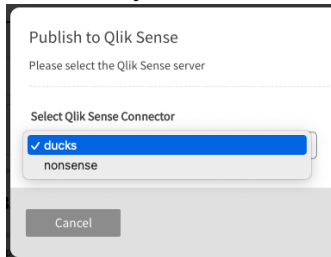 Publish to Qlik Sense
Please select the Qlik Sense server
Select Qlik Sense Connector
✓ ducks
nonsense
Cancel